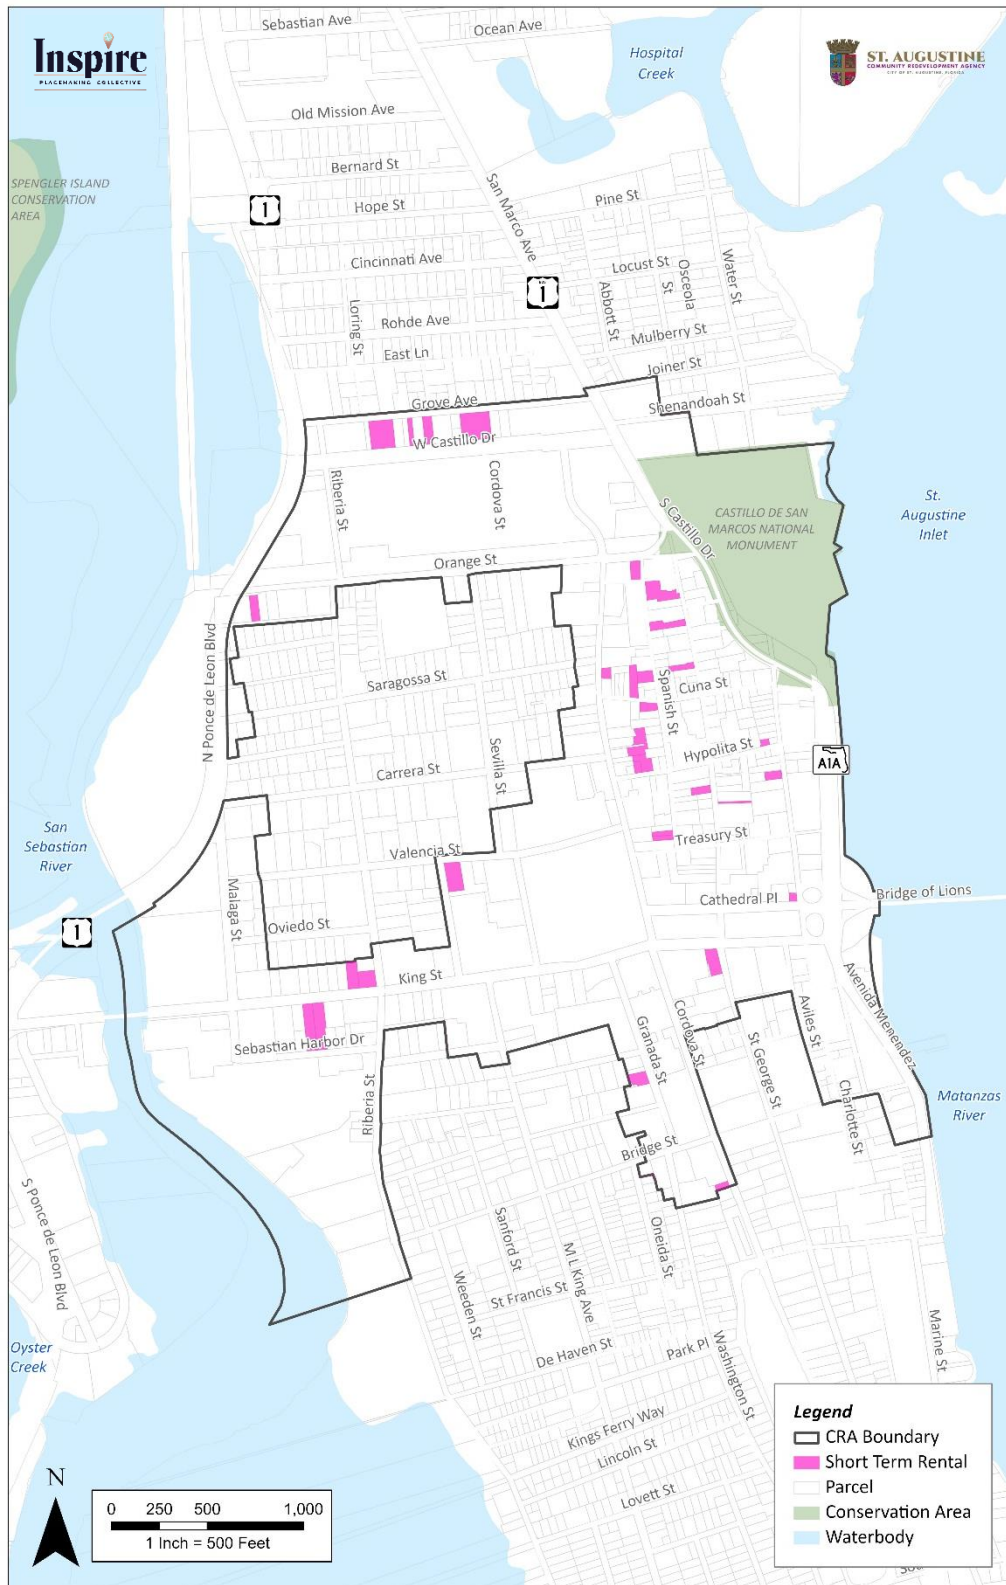 Inspire
PLACEMAKING COLLECTIVE
ST. AUGUSTINE
COMMUNITY REDEVELOPMENT AGENCY
CITY OF ST. AUGUSTINE, FLORIDA
Sebastian Ave
Ocean Ave
Hospital
Creek
Old Mission Ave
Bernard St
SPENGLER ISLAND
CONSERVATION
AREA
1
Hope St
San Marco Ave
Pine St
Cincinnati Ave
Locust St
Osceola
St
Water St
1
Abbott St
Loring St
Rohde Ave
Mulberry St
East Ln
Joiner St
Grove Ave
Shenandoah St
W Castillo Dr
Riberia St
Cordova St
S Castillo Dr
CASTILLO DE SAN
MARCOS NATIONAL
MONUMENT
St.
Augustine
Inlet
Orange St
N Ponce de Leon Blvd
Saragossa St
Spanish St
Cuna St
Sevilla St
Hypolita St
A1A
Carrera St
San
Sebastian
River
Valencia St
Treasury St
Malaga St
Cathedral Pl
Bridge of Lions
1
Oviedo St
King St
Avenida Menendez
Aviles St
Sebastian Harbor Dr
Granada St
Cordova St
St George St
Riberia St
Charlotte St
Matanzas
River
Bridge St
S Ponce de Leon Blvd
Sanford St
Oneida St
M L King Ave
Weeden St
St Francis St
Oyster
Creek
De Haven St
Park Pl
Washington St
Marine St
Kings Ferry Way
Lincoln St
Lovett St
N
0 250 500 1,000
1 Inch = 500 Feet
Legend
CRA Boundary
Short Term Rental
Parcel
Conservation Area
Waterbody